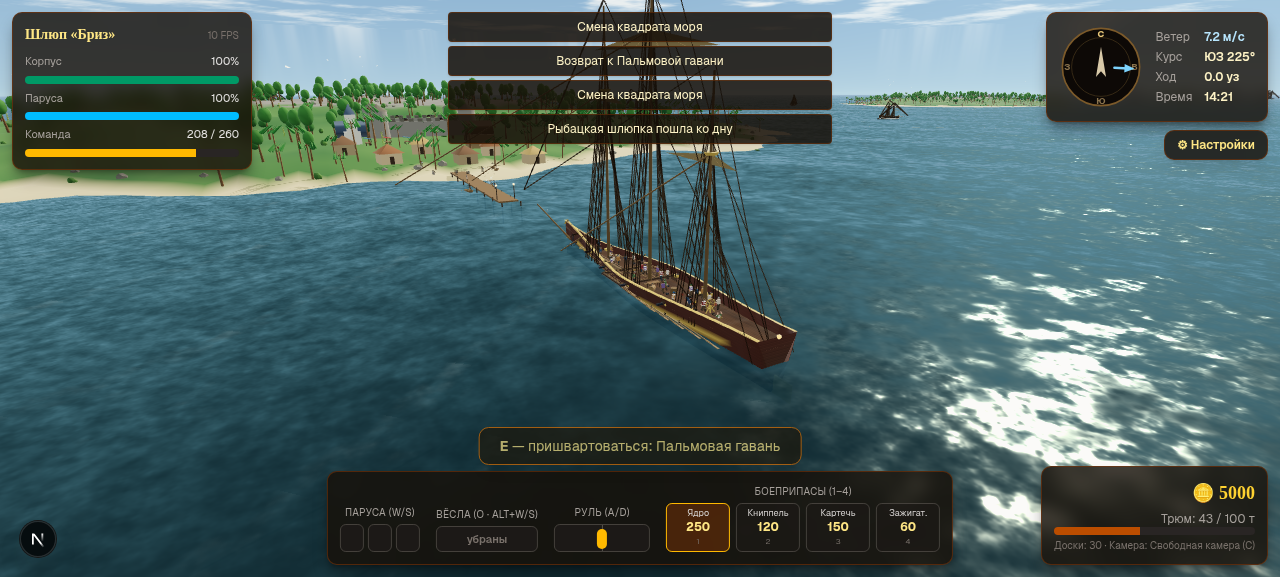 Шлюп «Бриз»
10 FPS
Корпус 100%
Паруса 100%
Команда 208 / 260
Смена квадрата моря
Возврат к Пальмовой гавани
Смена квадрата моря
Рыбацкая шлюпка пошла ко дну
С
З
В
Ю
Ветер 7.2 м/с
Курс ЮЗ 225°
Ход 0.0 уз
Время 14:21
⚙ Настройки
E — пришвартоваться: Пальмовая гавань
ПАРУСА (W/S)
ВЁСЛА (O · ALT+W/S)
убраны
РУЛЬ (A/D)
БОЕПРИПАСЫ (1–4)
Ядро
250
1
Книппель
120
2
Картечь
150
3
Зажигат.
60
4
5000
Трюм: 43 / 100 т
Доски: 30 · Камера: Свободная камера (C)
N